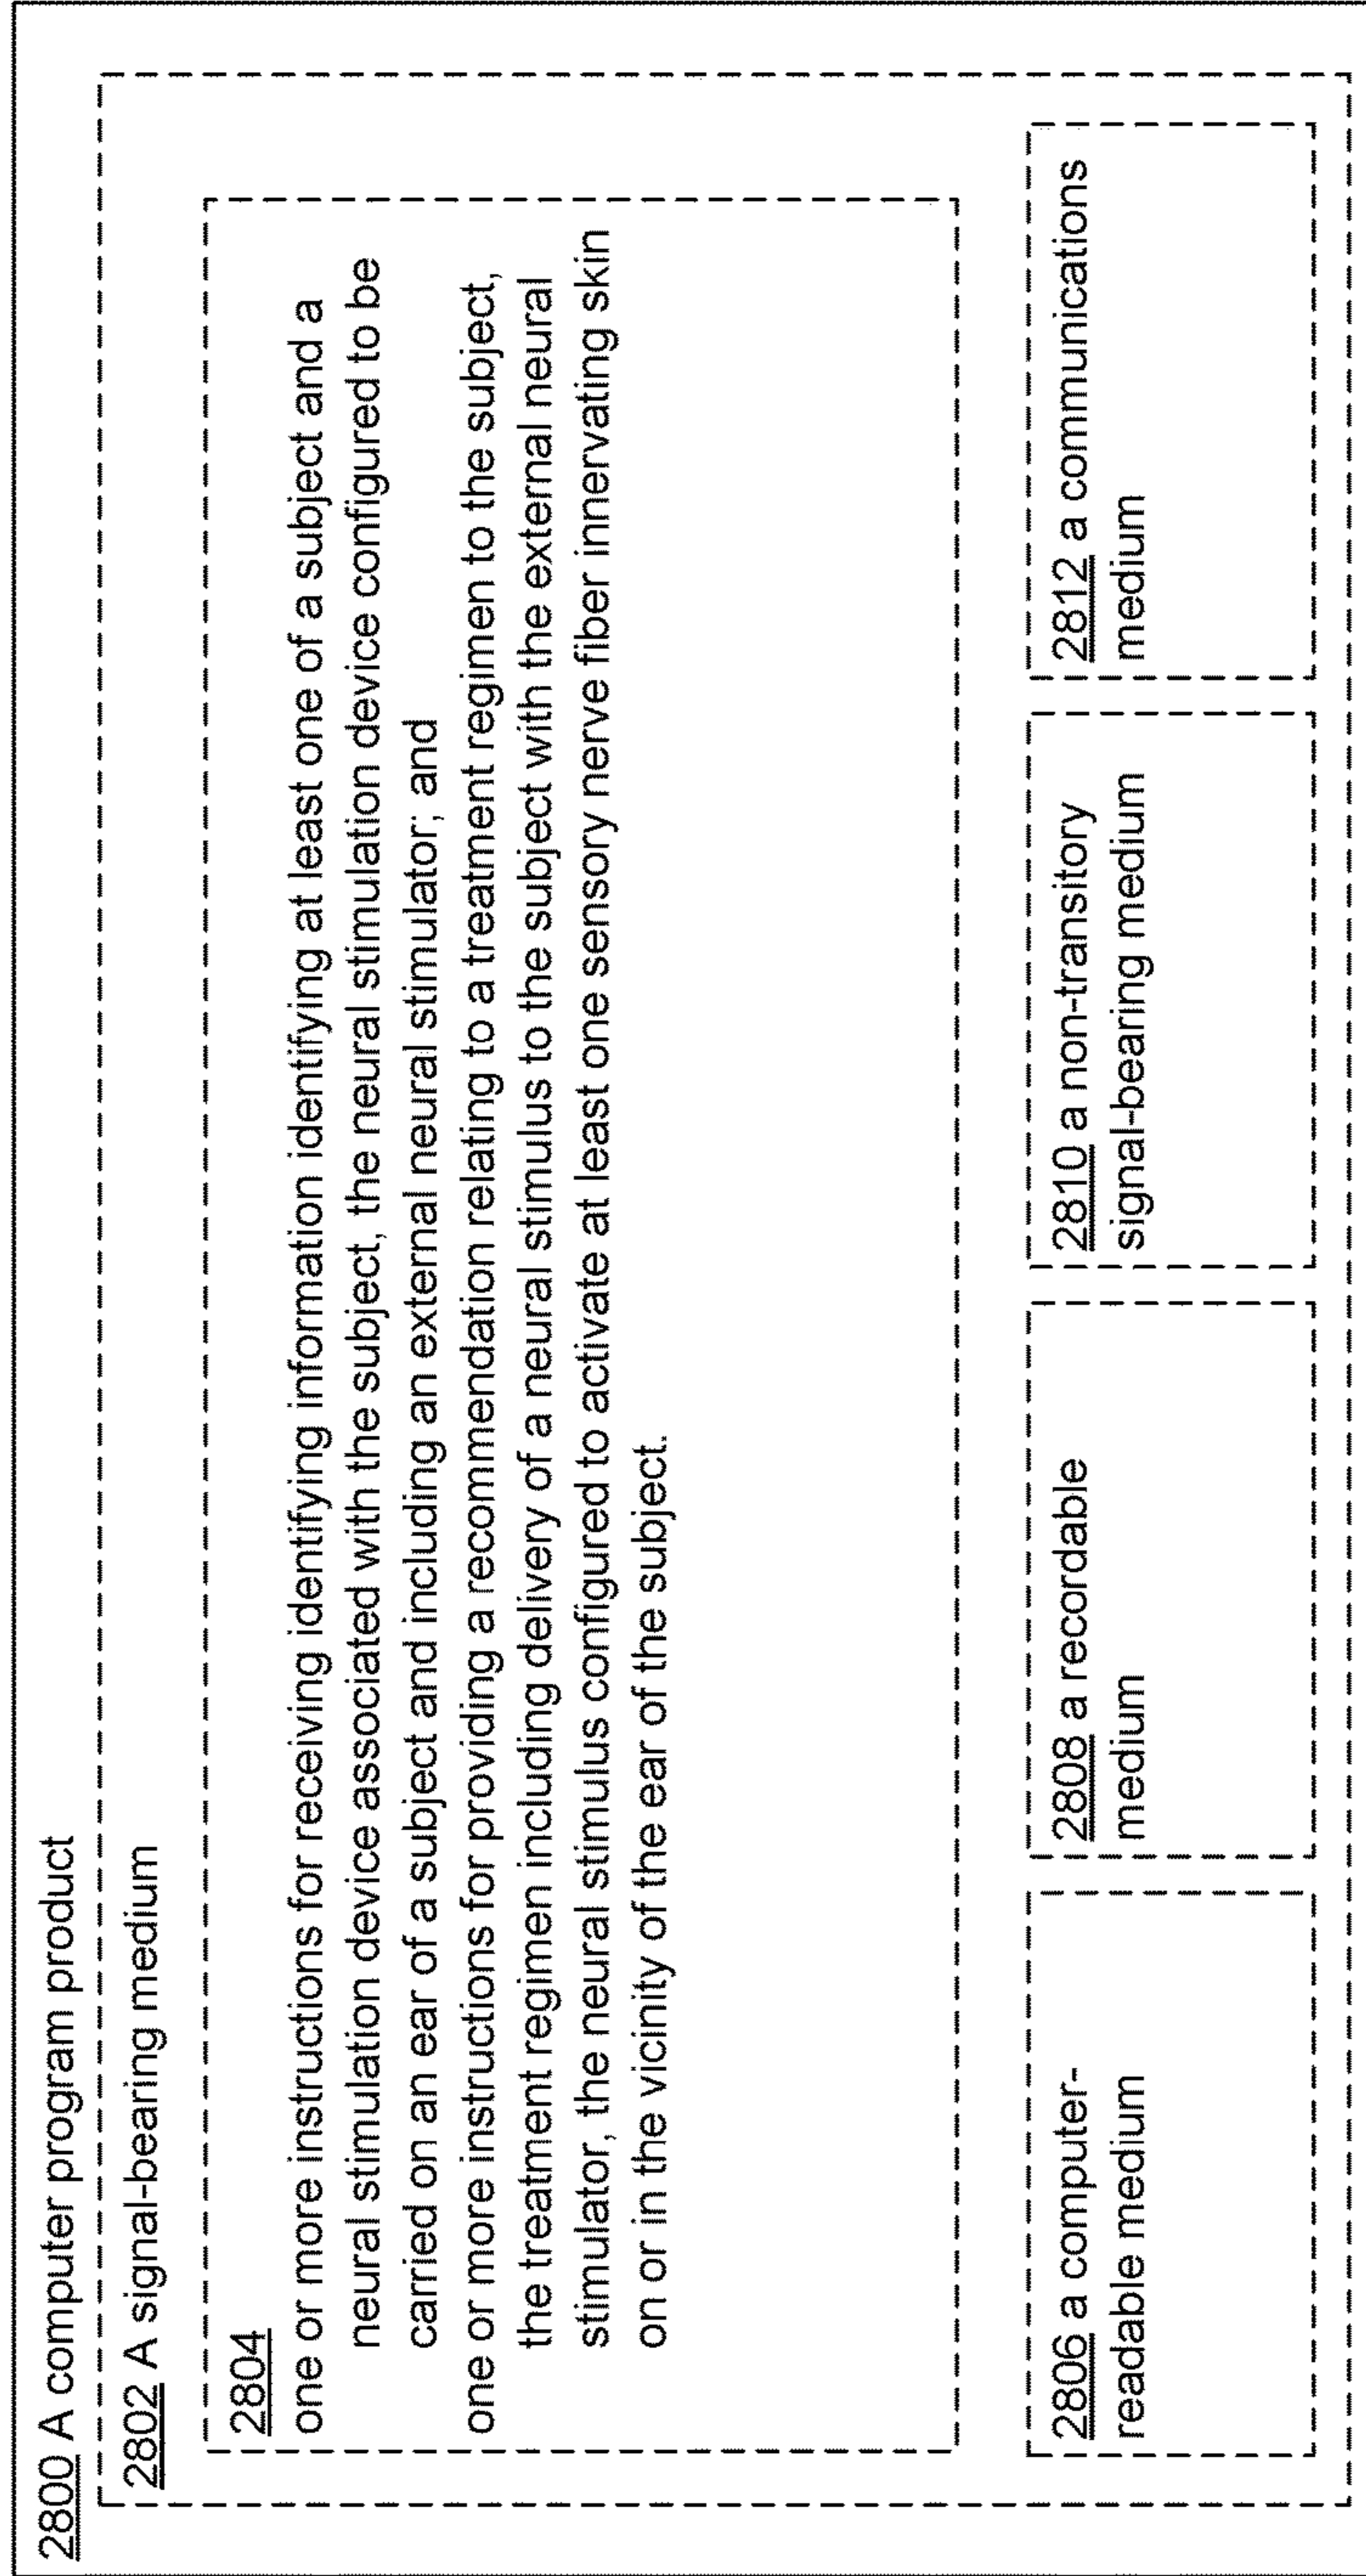 2800 A computer program product
2802 A signal-bearing medium
2804
one or more instructions for receiving identifying information identifying at least one of a subject and a
neural stimulation device associated with the subject, the neural stimulation device configured to be
carried on an ear of a subject and including an external neural stimulator; and
one or more instructions for providing a recommendation relating to a treatment regimen to the subject,
the treatment regimen including delivery of a neural stimulus to the subject with the external neural
stimulator, the neural stimulus configured to activate at least one sensory nerve fiber innervating skin
on or in the vicinity of the ear of the subject.
2806 a computer-
readable medium
2808 a recordable
medium
2810 a non-transitory
signal-bearing medium
2812 a communications
medium